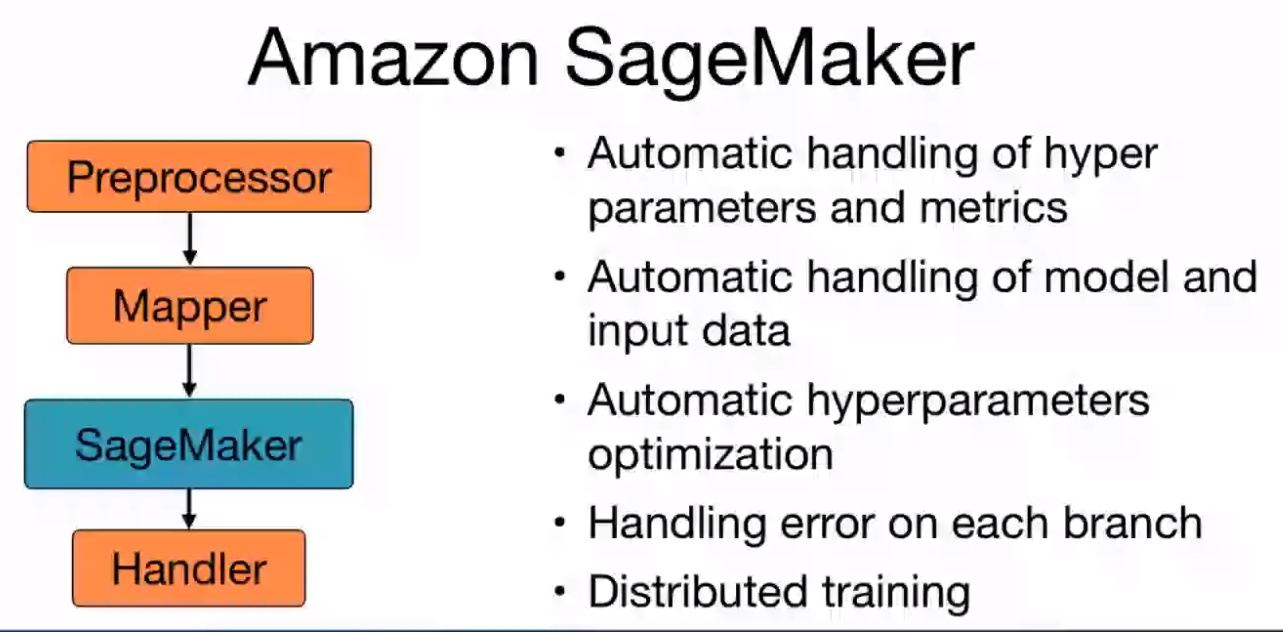 Amazon SageMaker
Preprocessor
Mapper
SageMaker
Handler
• Automatic handling of hyper
parameters and metrics
• Automatic handling of model and
input data
• Automatic hyperparameters
optimization
• Handling error on each branch
• Distributed training